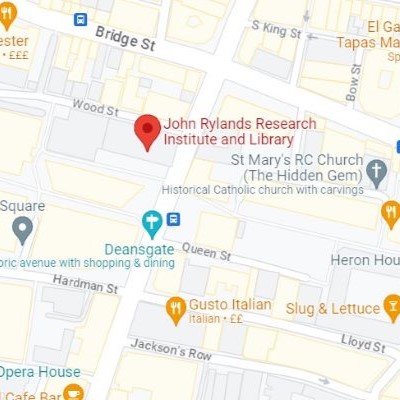 Bridge St
S King St
El Ga
Tapas Ma
Sp
ester
• £££
Bow St
Wood St
John Rylands Research
Institute and Library
St Mary's RC Church
(The Hidden Gem)
Historical Catholic church with carvings
Square
Deansgate
oric avenue with shopping & dining
Queen St
Heron Hou
Hardman St
Gusto Italian
Italian • ££
Slug & Lettuce
Lloyd St
Jackson's Row
Opera House
Cafe Bar